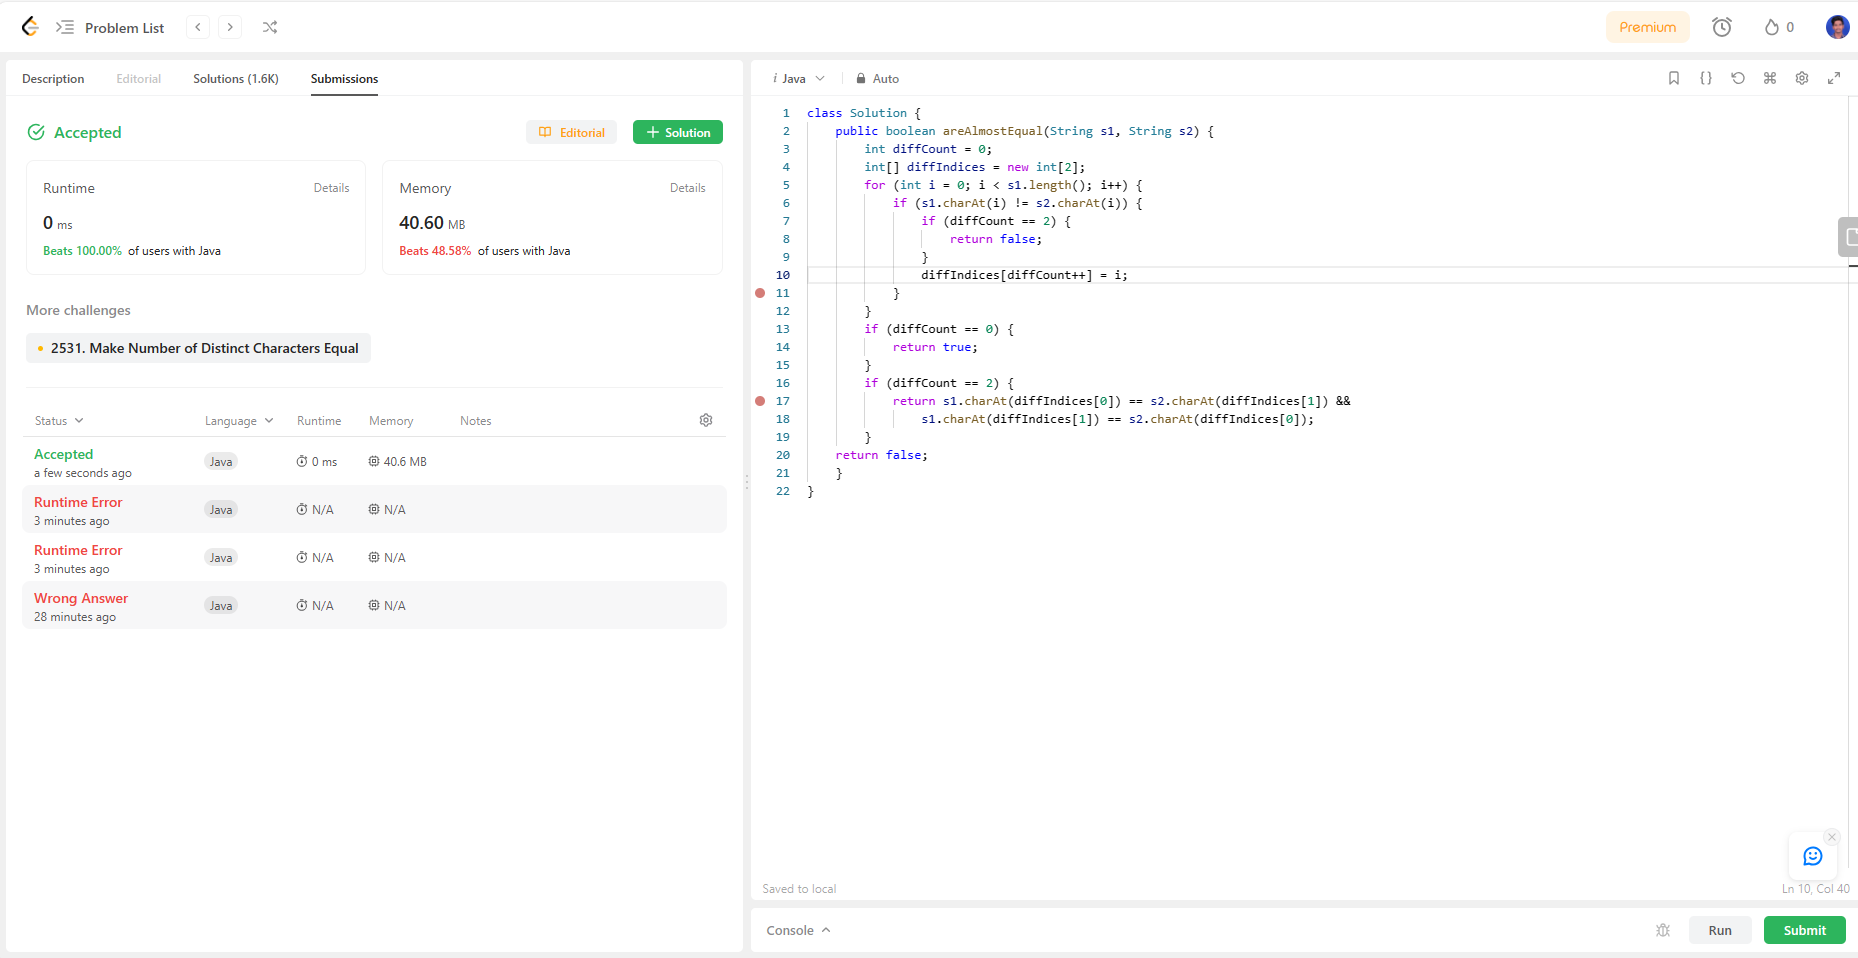 Problem List
Premium
0
Description Editorial Solutions (1.6K) Submissions
Accepted
Editorial
Solution
Runtime Details
0 ms
Beats 100.00% of users with Java
Memory Details
40.60 MB
Beats 48.58% of users with Java
More challenges
2531. Make Number of Distinct Characters Equal
Status Language Runtime Memory Notes
Accepted
a few seconds ago
Java 0 ms 40.6 MB
Runtime Error
3 minutes ago
Java N/A N/A
Runtime Error
3 minutes ago
Java N/A N/A
Wrong Answer
28 minutes ago
Java N/A N/A
i Java Auto
1 class Solution {
2 public boolean areAlmostEqual(String s1, String s2) {
3 int diffCount = 0;
4 int[] diffIndices = new int[2];
5 for (int i = 0; i < s1.length(); i++) {
6 if (s1.charAt(i) != s2.charAt(i)) {
7 if (diffCount == 2) {
8 return false;
9 }
10 diffIndices[diffCount++] = i;
11 }
12 }
13 if (diffCount == 0) {
14 return true;
15 }
16 if (diffCount == 2) {
17 return s1.charAt(diffIndices[0]) == s2.charAt(diffIndices[1]) &&
18 s1.charAt(diffIndices[1]) == s2.charAt(diffIndices[0]);
19 }
20 return false;
21 }
22 }
Saved to local
Ln 10, Col 40
Console
Run
Submit